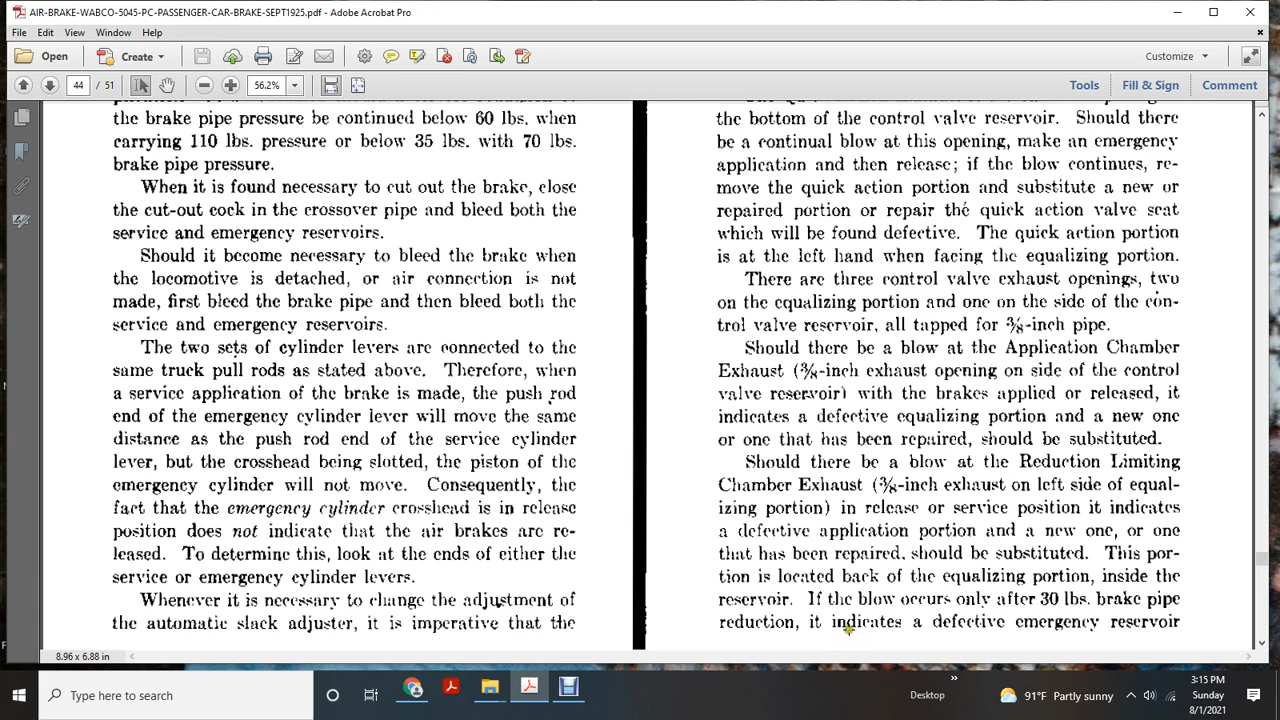 AIR-BRAKE-WABCO-5045-PC-PASSENGER-CAR-BRAKE-SEPT1925.pdf - Adobe Acrobat Pro
File Edit View Window Help
Open Create Customize
44 / 51 56.2% Tools Fill & Sign Comment
the brake pipe pressure be continued below 60 lbs. when
carrying 110 lbs. pressure or below 35 lbs. with 70 lbs.
brake pipe pressure.
When it is found necessary to cut out the brake, close
the cut-out cock in the crossover pipe and bleed both the
service and emergency reservoirs.
Should it become necessary to bleed the brake when
the locomotive is detached, or air connection is not
made, first bleed the brake pipe and then bleed both the
service and emergency reservoirs.
The two sets of cylinder levers are connected to the
same truck pull rods as stated above. Therefore, when
a service application of the brake is made, the push rod
end of the emergency cylinder lever will move the same
distance as the push rod end of the service cylinder
lever, but the crosshead being slotted, the piston of the
emergency cylinder will not move. Consequently, the
fact that the emergency cylinder crosshead is in release
position does not indicate that the air brakes are re-
leased. To determine this, look at the ends of either the
service or emergency cylinder levers.
Whenever it is necessary to change the adjustment of
the automatic slack adjuster, it is imperative that the
the bottom of the control valve reservoir. Should there
be a continual blow at this opening, make an emergency
application and then release; if the blow continues, re-
move the quick action portion and substitute a new or
repaired portion or repair the quick action valve seat
which will be found defective. The quick action portion
is at the left hand when facing the equalizing portion.
There are three control valve exhaust openings, two
on the equalizing portion and one on the side of the con-
trol valve reservoir, all tapped for ⅜-inch pipe.
Should there be a blow at the Application Chamber
Exhaust (⅜-inch exhaust opening on side of the control
valve reservoir) with the brakes applied or released, it
indicates a defective equalizing portion and a new one
or one that has been repaired, should be substituted.
Should there be a blow at the Reduction Limiting
Chamber Exhaust (⅜-inch exhaust on left side of equal-
izing portion) in release or service position it indicates
a defective application portion and a new one, or one
that has been repaired, should be substituted. This por-
tion is located back of the equalizing portion, inside the
reservoir. If the blow occurs only after 30 lbs. brake pipe
reduction, it indicates a defective emergency reservoir
8.96 x 6.88 in
Type here to search
Desktop
91°F Partly sunny
3:15 PM
Sunday
8/1/2021